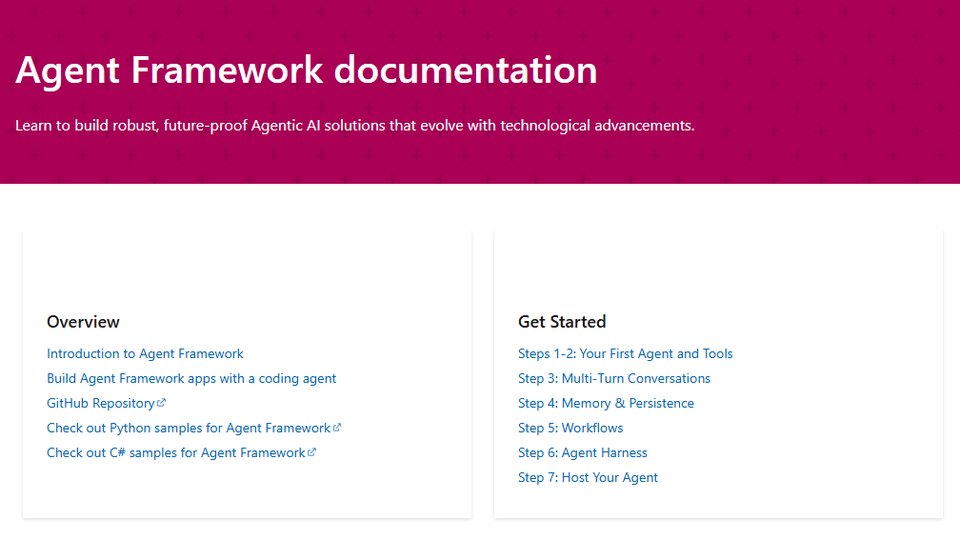 Agent Framework documentation
Learn to build robust, future-proof Agentic AI solutions that evolve with technological advancements.
Overview
Introduction to Agent Framework
Build Agent Framework apps with a coding agent
GitHub Repository
Check out Python samples for Agent Framework
Check out C# samples for Agent Framework
Get Started
Steps 1-2: Your First Agent and Tools
Step 3: Multi-Turn Conversations
Step 4: Memory & Persistence
Step 5: Workflows
Step 6: Agent Harness
Step 7: Host Your Agent